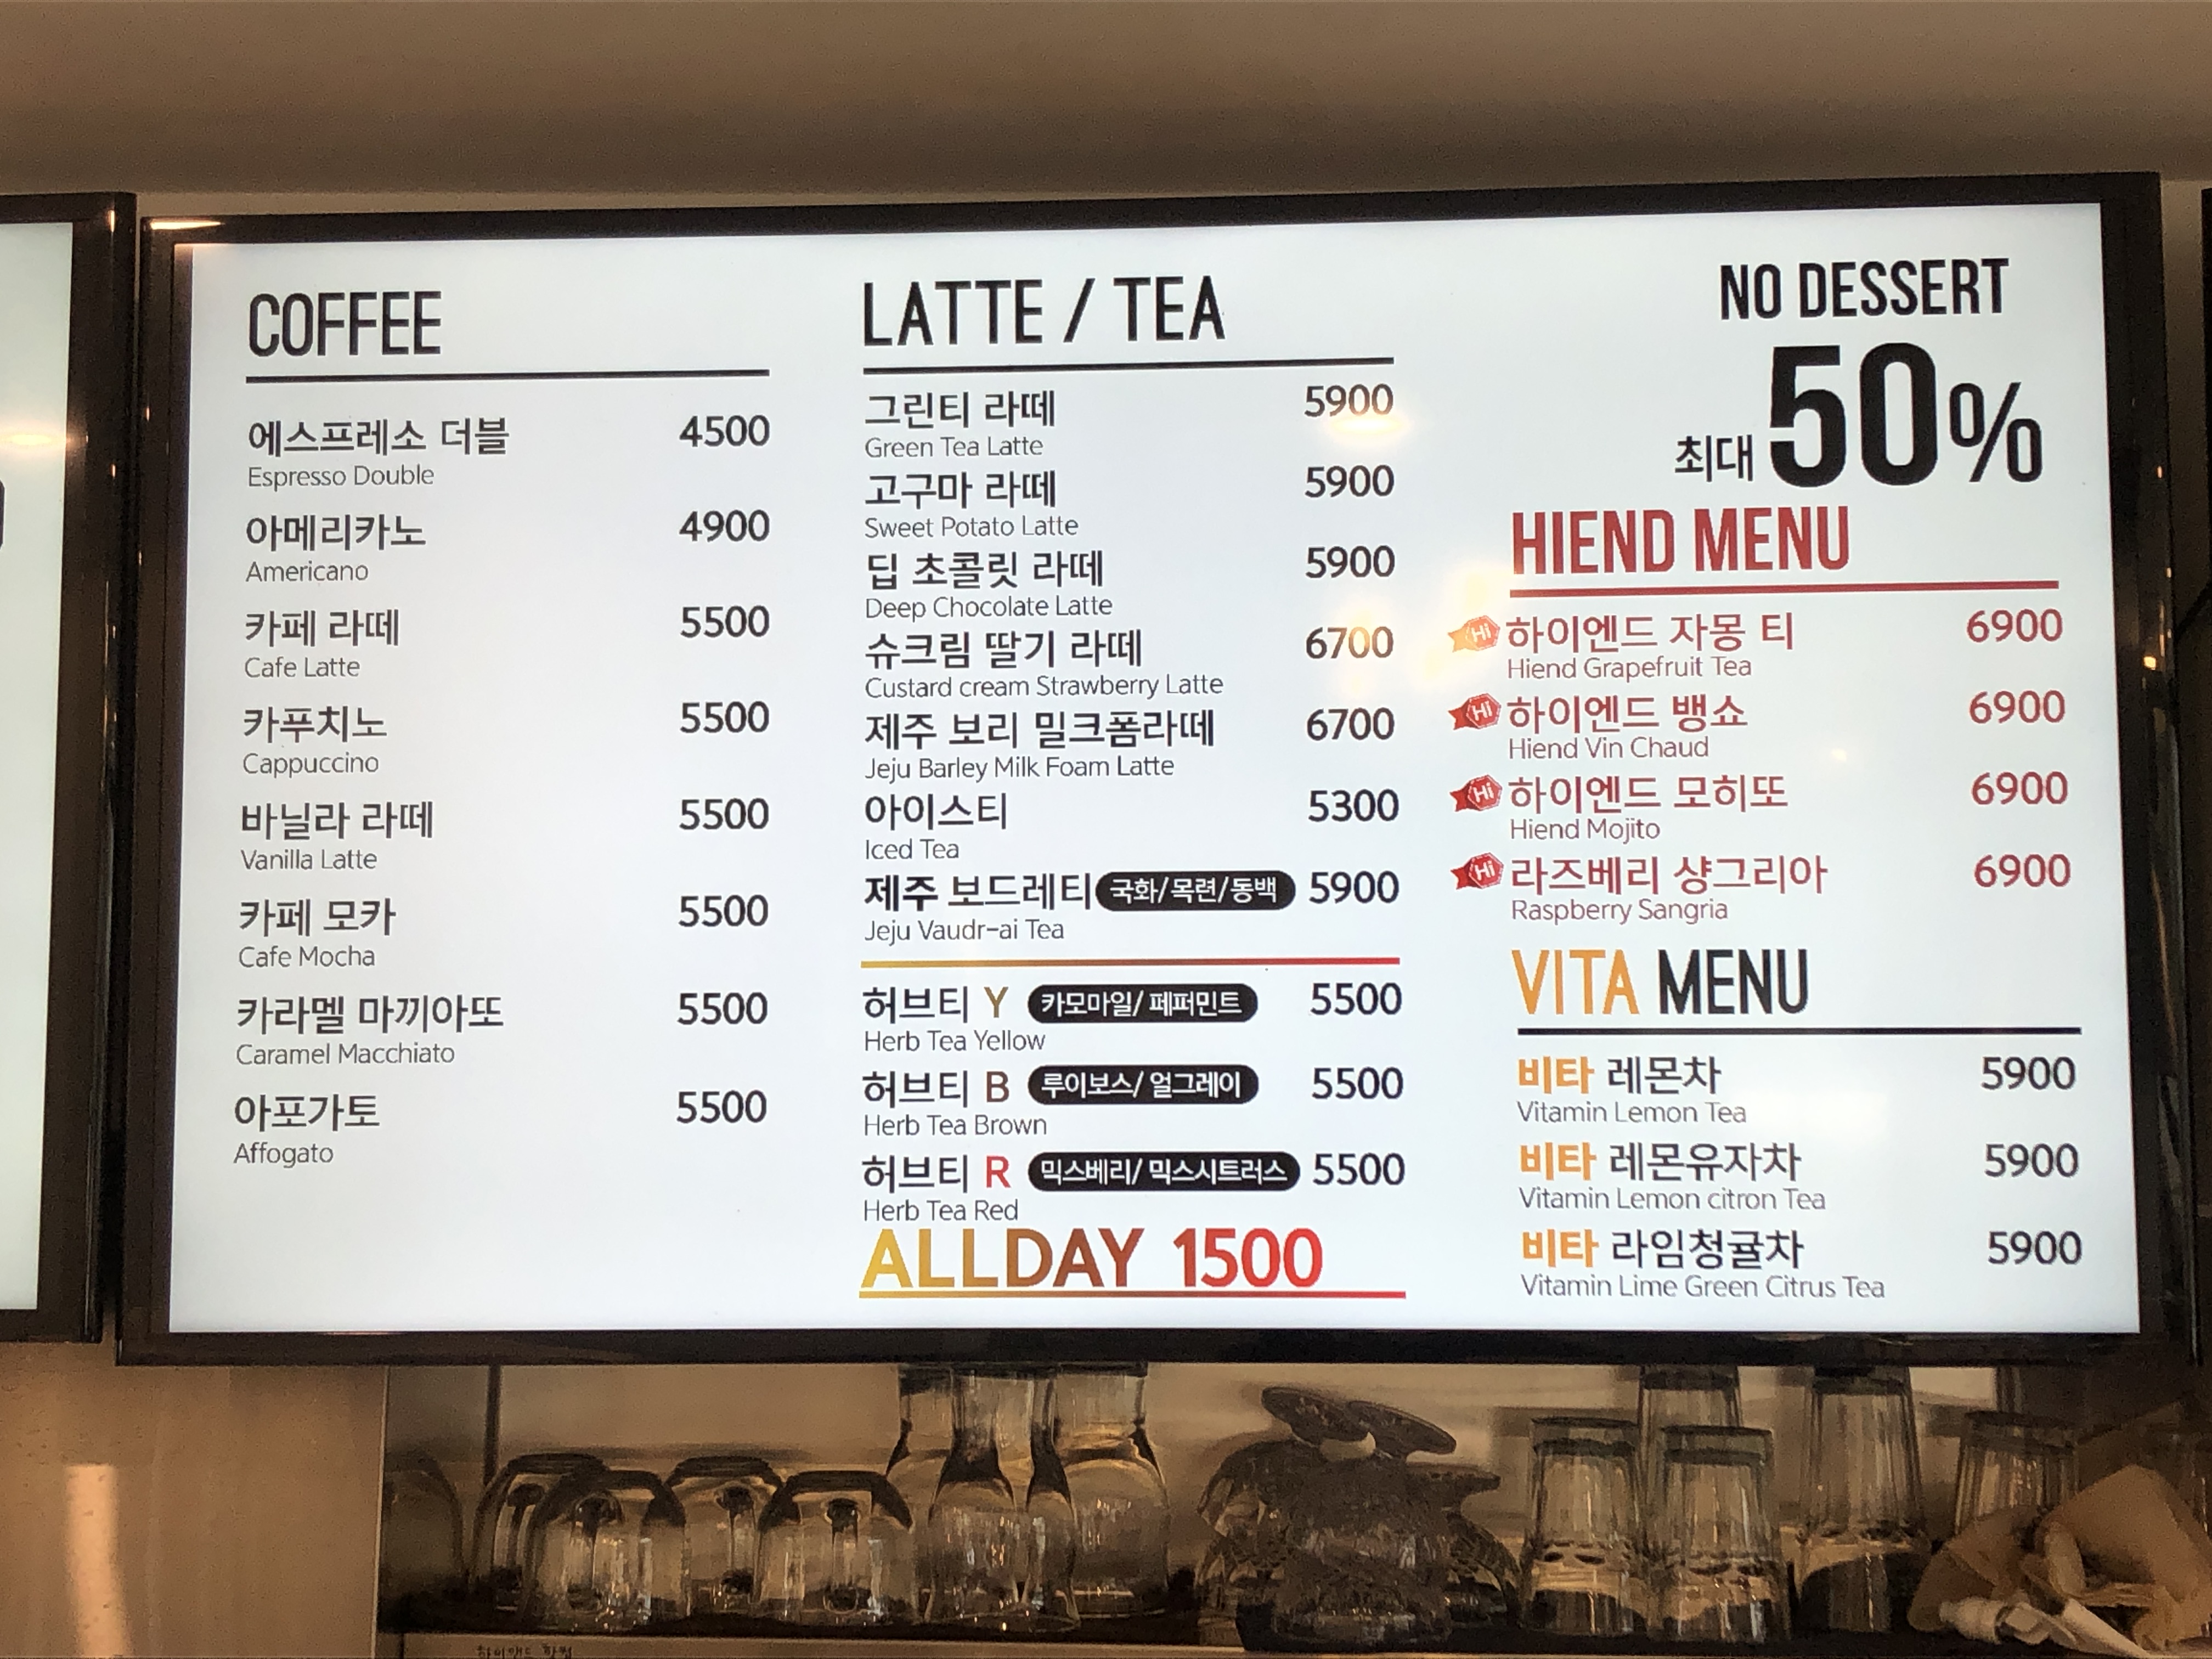 COFFEE
에스프레소 더블 4500
Espresso Double
아메리카노 4900
Americano
카페 라떼 5500
Cafe Latte
카푸치노 5500
Cappuccino
바닐라 라떼 5500
Vanilla Latte
카페 모카 5500
Cafe Mocha
카라멜 마끼아또 5500
Caramel Macchiato
아포가토 5500
Affogato
LATTE / TEA
그린티 라떼 5900
Green Tea Latte
고구마 라떼 5900
Sweet Potato Latte
딥 초콜릿 라떼 5900
Deep Chocolate Latte
슈크림 딸기 라떼 6700
Custard cream Strawberry Latte
제주 보리 밀크폼라떼 6700
Jeju Barley Milk Foam Latte
아이스티 5300
Iced Tea
제주 보드레티 국화/목련/동백 5900
Jeju Vaudr-ai Tea
허브티 Y 카모마일/ 페퍼민트 5500
Herb Tea Yellow
허브티 B 루이보스/ 얼그레이 5500
Herb Tea Brown
허브티 R 믹스베리/ 믹스시트러스 5500
Herb Tea Red
ALLDAY 1500
NO DESSERT
최대 50%
HIEND MENU
Hi 하이엔드 자몽 티 6900
Hiend Grapefruit Tea
Hi 하이엔드 뱅쇼 6900
Hiend Vin Chaud
Hi 하이엔드 모히또 6900
Hiend Mojito
Hi 라즈베리 샹그리아 6900
Raspberry Sangria
VITA MENU
비타 레몬차 5900
Vitamin Lemon Tea
비타 레몬유자차 5900
Vitamin Lemon citron Tea
비타 라임청귤차 5900
Vitamin Lime Green Citrus Tea